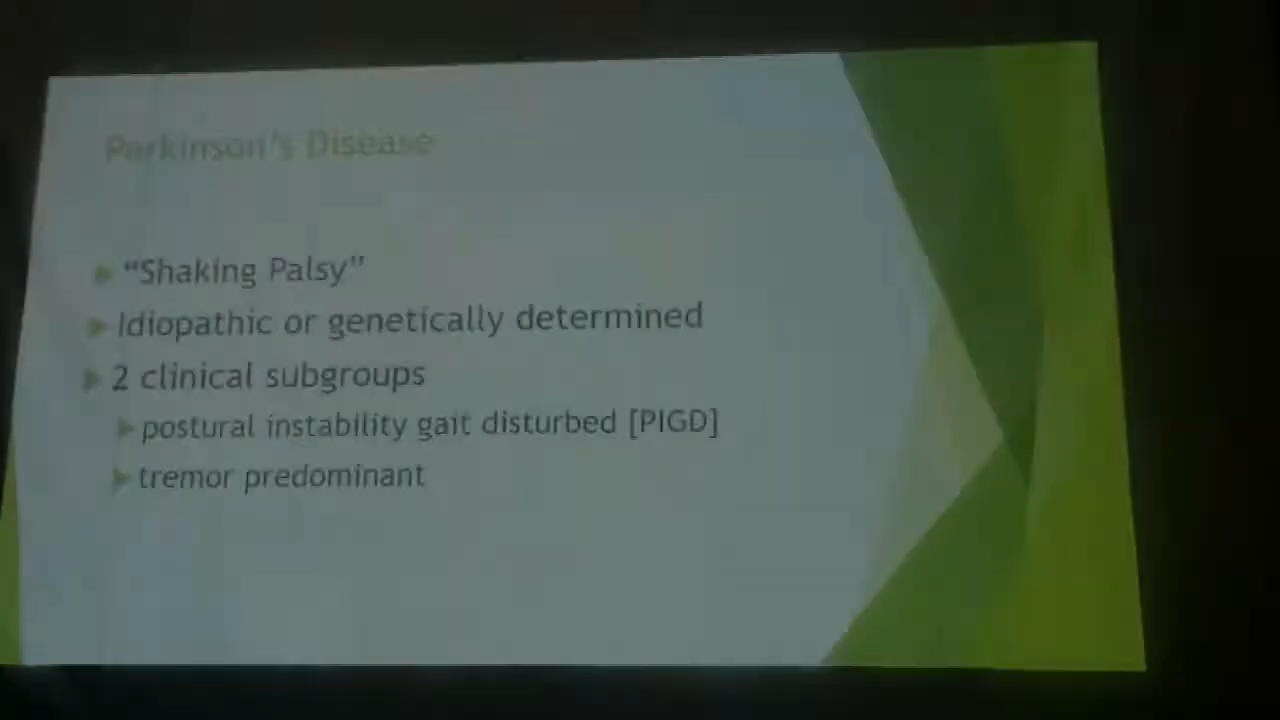 Parkinson's Disease
"Shaking Palsy"
Idiopathic or genetically determined
2 clinical subgroups
postural instability gait disturbed [PIGD]
tremor predominant